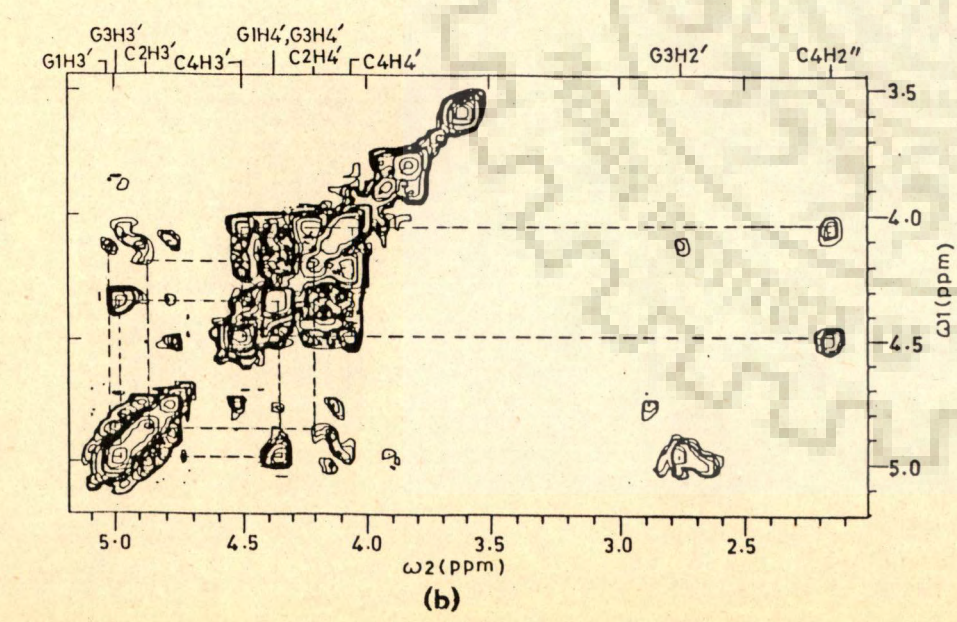 G3H3′ G1H4′,G3H4′
G1H3′ C2H3′ C4H3′ C2H4′ C4H4′ G3H2′ C4H2″
3.5
4.0
4.5
5.0
ω1(ppm)
5.0 4.5 4.0 3.5 3.0 2.5
ω2(ppm)
(b)